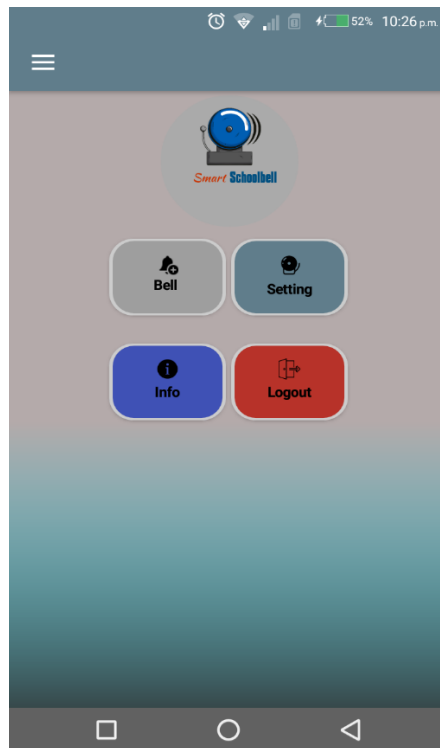 52% 10:26 p.m.
Smart Schoolbell
Bell
Setting
Info
Logout